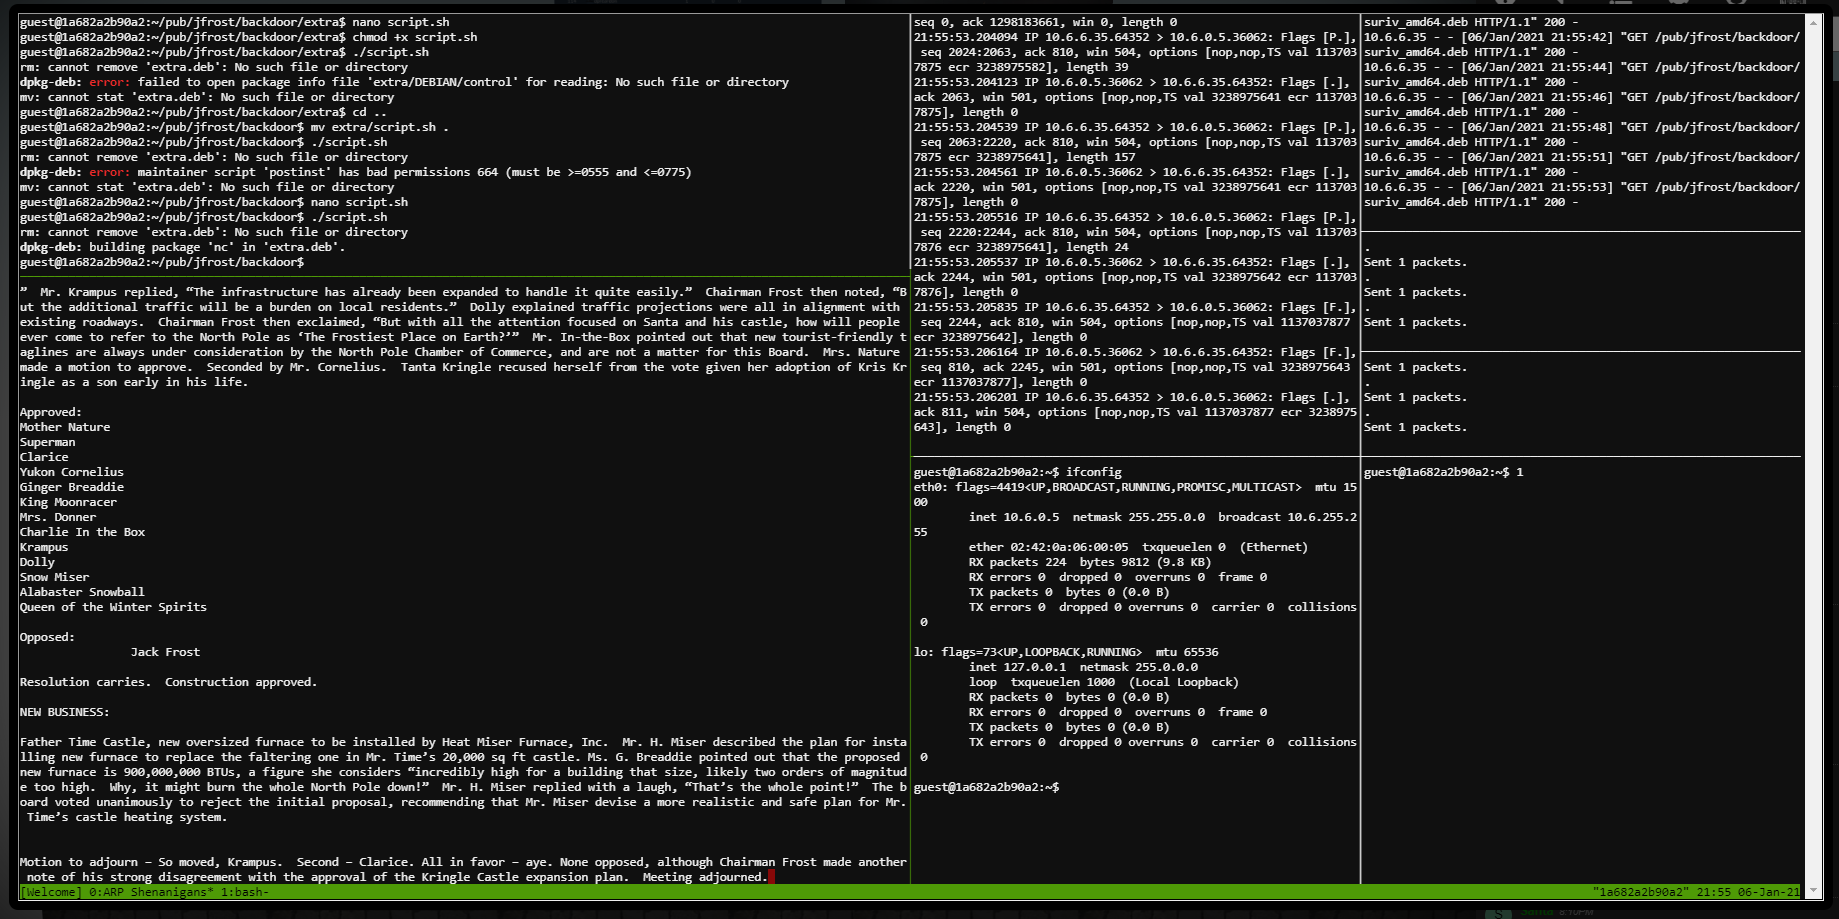 guest@1a682a2b90a2:~/pub/jfrost/backdoor/extra$ nano script.sh
guest@1a682a2b90a2:~/pub/jfrost/backdoor/extra$ chmod +x script.sh
guest@1a682a2b90a2:~/pub/jfrost/backdoor/extra$ ./script.sh
rm: cannot remove 'extra.deb': No such file or directory
dpkg-deb: error: failed to open package info file 'extra/DEBIAN/control' for reading: No such file or directory
mv: cannot stat 'extra.deb': No such file or directory
guest@1a682a2b90a2:~/pub/jfrost/backdoor/extra$ cd ..
guest@1a682a2b90a2:~/pub/jfrost/backdoor$ mv extra/script.sh .
guest@1a682a2b90a2:~/pub/jfrost/backdoor$ ./script.sh
rm: cannot remove 'extra.deb': No such file or directory
dpkg-deb: error: maintainer script 'postinst' has bad permissions 664 (must be >=0555 and <=0775)
mv: cannot stat 'extra.deb': No such file or directory
guest@1a682a2b90a2:~/pub/jfrost/backdoor$ nano script.sh
guest@1a682a2b90a2:~/pub/jfrost/backdoor$ ./script.sh
rm: cannot remove 'extra.deb': No such file or directory
dpkg-deb: building package 'nc' in 'extra.deb'.
guest@1a682a2b90a2:~/pub/jfrost/backdoor$
”  Mr. Krampus replied, “The infrastructure has already been expanded to handle it quite easily.”  Chairman Frost then noted, “B
ut the additional traffic will be a burden on local residents.”  Dolly explained traffic projections were all in alignment with
existing roadways.  Chairman Frost then exclaimed, “But with all the attention focused on Santa and his castle, how will people
ever come to refer to the North Pole as ‘The Frostiest Place on Earth?’”  Mr. In-the-Box pointed out that new tourist-friendly t
aglines are always under consideration by the North Pole Chamber of Commerce, and are not a matter for this Board.  Mrs. Nature
made a motion to approve.  Seconded by Mr. Cornelius.  Tanta Kringle recused herself from the vote given her adoption of Kris Kr
ingle as a son early in his life.
Approved:
Mother Nature
Superman
Clarice
Yukon Cornelius
Ginger Breaddie
King Moonracer
Mrs. Donner
Charlie In the Box
Krampus
Dolly
Snow Miser
Alabaster Snowball
Queen of the Winter Spirits
Opposed:
Jack Frost
Resolution carries.  Construction approved.
NEW BUSINESS:
Father Time Castle, new oversized furnace to be installed by Heat Miser Furnace, Inc.  Mr. H. Miser described the plan for insta
lling new furnace to replace the faltering one in Mr. Time’s 20,000 sq ft castle. Ms. G. Breaddie pointed out that the proposed
new furnace is 900,000,000 BTUs, a figure she considers “incredibly high for a building that size, likely two orders of magnitud
e too high.  Why, it might burn the whole North Pole down!”  Mr. H. Miser replied with a laugh, “That’s the whole point!”  The b
oard voted unanimously to reject the initial proposal, recommending that Mr. Miser devise a more realistic and safe plan for Mr.
Time’s castle heating system.
Motion to adjourn – So moved, Krampus.  Second – Clarice. All in favor – aye. None opposed, although Chairman Frost made another
note of his strong disagreement with the approval of the Kringle Castle expansion plan.  Meeting adjourned.
seq 0, ack 1298183661, win 0, length 0
21:55:53.204094 IP 10.6.6.35.64352 > 10.6.0.5.36062: Flags [P.],
seq 2024:2063, ack 810, win 504, options [nop,nop,TS val 113703
7875 ecr 3238975582], length 39
21:55:53.204123 IP 10.6.0.5.36062 > 10.6.6.35.64352: Flags [.],
ack 2063, win 501, options [nop,nop,TS val 3238975641 ecr 113703
7875], length 0
21:55:53.204539 IP 10.6.6.35.64352 > 10.6.0.5.36062: Flags [P.],
seq 2063:2220, ack 810, win 504, options [nop,nop,TS val 113703
7875 ecr 3238975641], length 157
21:55:53.204561 IP 10.6.0.5.36062 > 10.6.6.35.64352: Flags [.],
ack 2220, win 501, options [nop,nop,TS val 3238975641 ecr 113703
7875], length 0
21:55:53.205516 IP 10.6.6.35.64352 > 10.6.0.5.36062: Flags [P.],
seq 2220:2244, ack 810, win 504, options [nop,nop,TS val 113703
7876 ecr 3238975641], length 24
21:55:53.205537 IP 10.6.0.5.36062 > 10.6.6.35.64352: Flags [.],
ack 2244, win 501, options [nop,nop,TS val 3238975642 ecr 113703
7876], length 0
21:55:53.205835 IP 10.6.6.35.64352 > 10.6.0.5.36062: Flags [F.],
seq 2244, ack 810, win 504, options [nop,nop,TS val 1137037877
ecr 3238975642], length 0
21:55:53.206164 IP 10.6.0.5.36062 > 10.6.6.35.64352: Flags [F.],
seq 810, ack 2245, win 501, options [nop,nop,TS val 3238975643
ecr 1137037877], length 0
21:55:53.206201 IP 10.6.6.35.64352 > 10.6.0.5.36062: Flags [.],
ack 811, win 504, options [nop,nop,TS val 1137037877 ecr 3238975
643], length 0
guest@1a682a2b90a2:~$ ifconfig
eth0: flags=4419<UP,BROADCAST,RUNNING,PROMISC,MULTICAST>  mtu 15
00
inet 10.6.0.5  netmask 255.255.0.0  broadcast 10.6.255.2
55
ether 02:42:0a:06:00:05  txqueuelen 0  (Ethernet)
RX packets 224  bytes 9812 (9.8 KB)
RX errors 0  dropped 0  overruns 0  frame 0
TX packets 0  bytes 0 (0.0 B)
TX errors 0  dropped 0 overruns 0  carrier 0  collisions
0
lo: flags=73<UP,LOOPBACK,RUNNING>  mtu 65536
inet 127.0.0.1  netmask 255.0.0.0
loop  txqueuelen 1000  (Local Loopback)
RX packets 0  bytes 0 (0.0 B)
RX errors 0  dropped 0  overruns 0  frame 0
TX packets 0  bytes 0 (0.0 B)
TX errors 0  dropped 0 overruns 0  carrier 0  collisions
0
guest@1a682a2b90a2:~$
suriv_amd64.deb HTTP/1.1" 200 -
10.6.6.35 - - [06/Jan/2021 21:55:42] "GET /pub/jfrost/backdoor/
suriv_amd64.deb HTTP/1.1" 200 -
10.6.6.35 - - [06/Jan/2021 21:55:44] "GET /pub/jfrost/backdoor/
suriv_amd64.deb HTTP/1.1" 200 -
10.6.6.35 - - [06/Jan/2021 21:55:46] "GET /pub/jfrost/backdoor/
suriv_amd64.deb HTTP/1.1" 200 -
10.6.6.35 - - [06/Jan/2021 21:55:48] "GET /pub/jfrost/backdoor/
suriv_amd64.deb HTTP/1.1" 200 -
10.6.6.35 - - [06/Jan/2021 21:55:51] "GET /pub/jfrost/backdoor/
suriv_amd64.deb HTTP/1.1" 200 -
10.6.6.35 - - [06/Jan/2021 21:55:53] "GET /pub/jfrost/backdoor/
suriv_amd64.deb HTTP/1.1" 200 -
.
Sent 1 packets.
.
Sent 1 packets.
.
Sent 1 packets.
Sent 1 packets.
.
Sent 1 packets.
.
Sent 1 packets.
guest@1a682a2b90a2:~$ 1
[Welcome] 0:ARP Shenanigans* 1:bash-
"1a682a2b90a2" 21:55 06-Jan-21